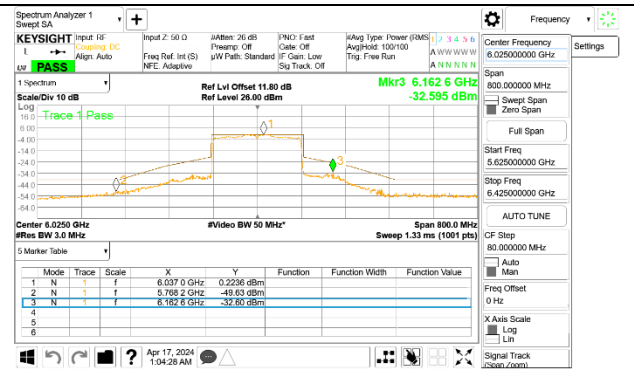 Spectrum Analyzer 1
Swept SA
Frequency
Settings
KEYSIGHT Input: RF Input Z: 50 Ω #Atten: 26 dB PNO: Fast #Avg Type: Power (RMS 1 2 3 4 5 6
L Coupling: DC Preamp: Off Gate: Off Avg|Hold: 100/100 A W W W W W
Align: Auto Freq Ref: Int (S) µW Path: Standard IF Gain: Low Trig: Free Run
PASS NFE: Adaptive Sig Track: Off A N N N N N
1 Spectrum
Ref Lvl Offset 11.80 dB
Mkr3 6.162 6 GHz
Scale/Div 10 dB
Ref Level 26.00 dBm
-32.595 dBm
Log
Trace 1 Pass
16.0
6.00
-4.00
-14.0
-24.0
-34.0
-44.0
-54.0
-64.0
1
3
Center 6.0250 GHz #Video BW 50 MHz* Span 800.0 MHz
#Res BW 3.0 MHz Sweep 1.33 ms (1001 pts)
5 Marker Table
Mode Trace Scale X Y Function Function Width Function Value
1 N 1 f 6.037 0 GHz 0.2236 dBm
2 N 1 f 5.768 2 GHz -49.63 dBm
3 N 1 f 6.162 6 GHz -32.60 dBm
4
5
6
Apr 17, 2024
1:04:28 AM
Center Frequency
6.025000000 GHz
Span
800.000000 MHz
Swept Span
Zero Span
Full Span
Start Freq
5.625000000 GHz
Stop Freq
6.425000000 GHz
AUTO TUNE
CF Step
80.000000 MHz
Auto
Man
Freq Offset
0 Hz
X Axis Scale
Log
Lin
Signal Track
(Span Zoom)